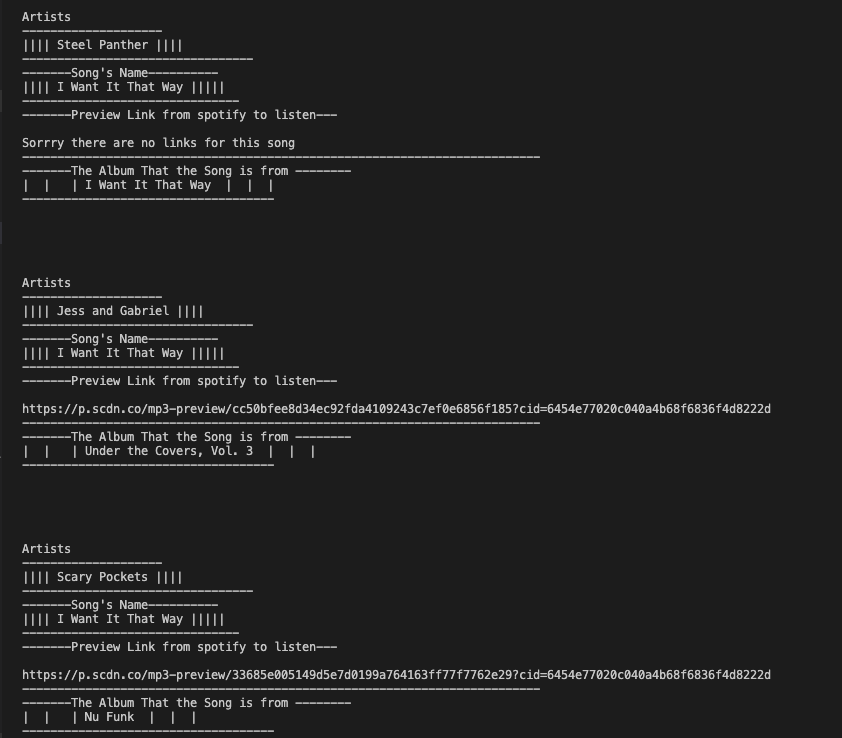 Artists
--------------------
|||| Steel Panther ||||
---------------------------------
-------Song's Name----------
|||| I Want It That Way |||||
-------------------------------
-------Preview Link from spotify to listen---
Sorrry there are no links for this song
--------------------------------------------------------------------------
-------The Album That the Song is from --------
|  |   | I Want It That Way  |  |  |
------------------------------------
Artists
--------------------
|||| Jess and Gabriel ||||
---------------------------------
-------Song's Name----------
|||| I Want It That Way |||||
-------------------------------
-------Preview Link from spotify to listen---
https://p.scdn.co/mp3-preview/cc50bfee8d34ec92fda4109243c7ef0e6856f185?cid=6454e77020c040a4b68f6836f4d8222d
--------------------------------------------------------------------------
-------The Album That the Song is from --------
|  |   | Under the Covers, Vol. 3  |  |  |
------------------------------------
Artists
--------------------
|||| Scary Pockets ||||
---------------------------------
-------Song's Name----------
|||| I Want It That Way |||||
-------------------------------
-------Preview Link from spotify to listen---
https://p.scdn.co/mp3-preview/33685e005149d5e7d0199a764163ff77f7762e29?cid=6454e77020c040a4b68f6836f4d8222d
--------------------------------------------------------------------------
-------The Album That the Song is from --------
|  |   | Nu Funk  |  |  |
------------------------------------